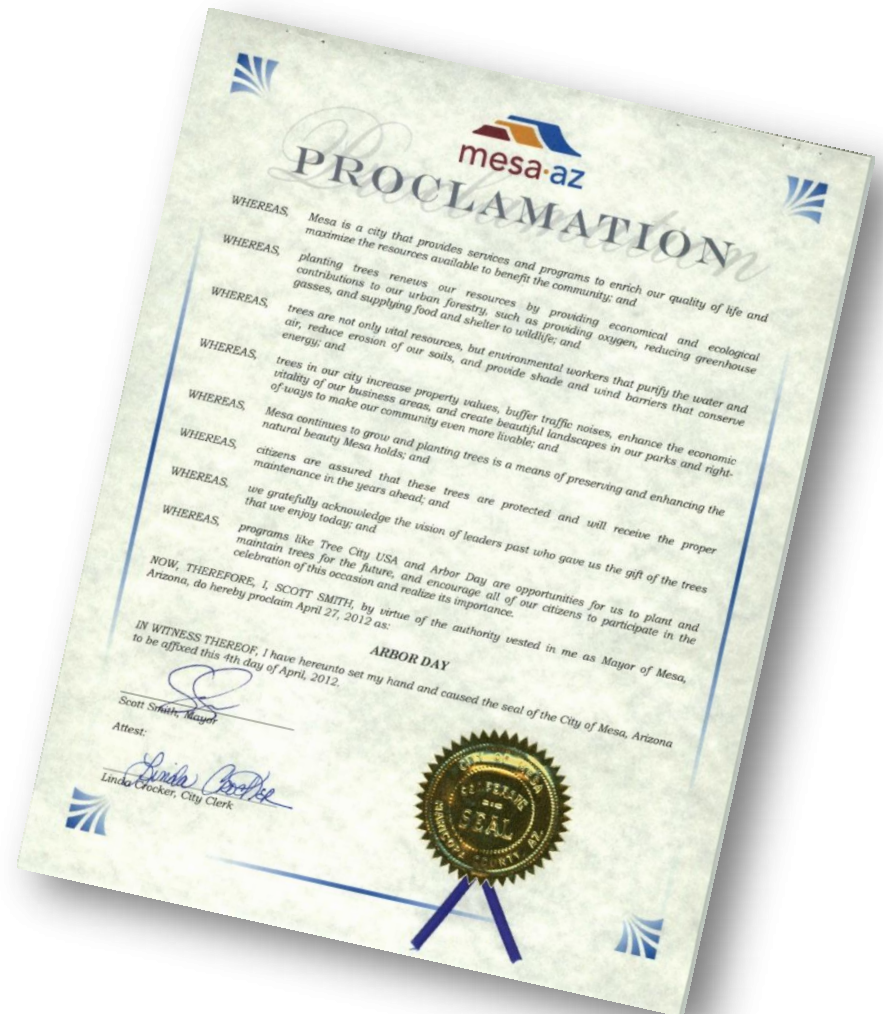 mesa·az
PROCLAMATION
WHEREAS, Mesa is a city that provides services and programs to enrich our quality of life and
maximize the resources available to benefit the community; and
WHEREAS, planting trees renews our resources by providing economical and ecological
contributions to our urban forestry, such as providing oxygen, reducing greenhouse
gasses, and supplying food and shelter to wildlife; and
WHEREAS, trees are not only vital resources, but environmental workers that purify the water and
air, reduce erosion of our soils, and provide shade and wind barriers that conserve
energy; and
WHEREAS, trees in our city increase property values, buffer traffic noises, enhance the economic
vitality of our business areas, and create beautiful landscapes in our parks and right-
of-ways to make our community even more livable; and
WHEREAS, Mesa continues to grow and planting trees is a means of preserving and enhancing the
natural beauty Mesa holds; and
WHEREAS, citizens are assured that these trees are protected and will receive the proper
maintenance in the years ahead; and
WHEREAS, we gratefully acknowledge the vision of leaders past who gave us the gift of the trees
that we enjoy today; and
WHEREAS, programs like Tree City USA and Arbor Day are opportunities for us to plant and
maintain trees for the future, and encourage all of our citizens to participate in the
celebration of this occasion and realize its importance.
NOW, THEREFORE, I, SCOTT SMITH, by virtue of the authority vested in me as Mayor of Mesa,
Arizona, do hereby proclaim April 27, 2012 as:
ARBOR DAY
IN WITNESS THEREOF, I have hereunto set my hand and caused the seal of the City of Mesa, Arizona
to be affixed this 4th day of April, 2012.
Scott Smith, Mayor
Attest:
Linda Crocker
Linda Crocker, City Clerk
SEAL
MARICOPA COUNTY AZ.